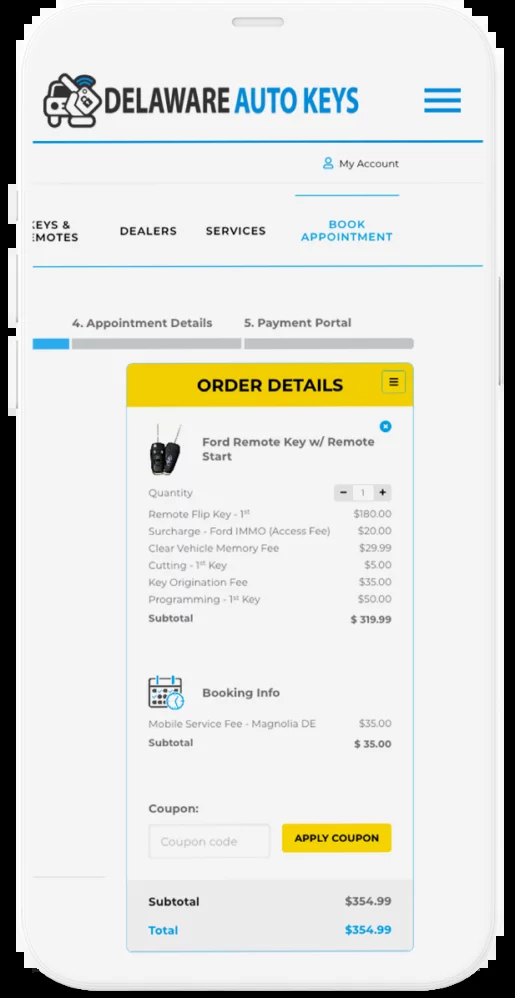 DELAWARE AUTO KEYS
My Account
KEYS &
EMOTES
DEALERS
SERVICES
BOOK
APPOINTMENT
4. Appointment Details
5. Payment Portal
ORDER DETAILS
Ford Remote Key w/ Remote
Start
Quantity - 1 +
Remote Flip Key - 1st $180.00
Surcharge - Ford IMMO (Access Fee) $20.00
Clear Vehicle Memory Fee $29.99
Cutting - 1st Key $5.00
Key Origination Fee $35.00
Programming - 1st Key $50.00
Subtotal $ 319.99
Booking Info
Mobile Service Fee - Magnolia DE $35.00
Subtotal $ 35.00
Coupon:
Coupon code APPLY COUPON
Subtotal $354.99
Total $354.99